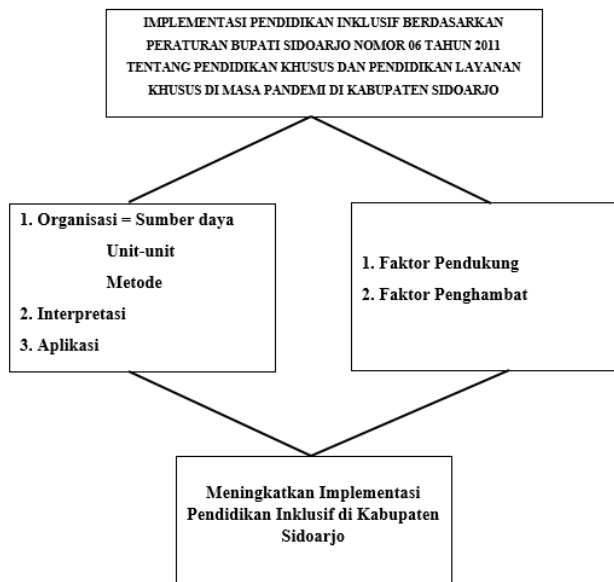 IMPLEMENTASI PENDIDIKAN INKLUSIF BERDASARKAN
PERATURAN BUPATI SIDOARJO NOMOR 06 TAHUN 2011
TENTANG PENDIDIKAN KHUSUS DAN PENDIDIKAN LAYANAN
KHUSUS DI MASA PANDEMI DI KABUPATEN SIDOARJO
1. Organisasi = Sumber daya
Unit-unit
Metode
2. Interpretasi
3. Aplikasi
1. Faktor Pendukung
2. Faktor Penghambat
Meningkatkan Implementasi
Pendidikan Inklusif di Kabupaten
Sidoarjo